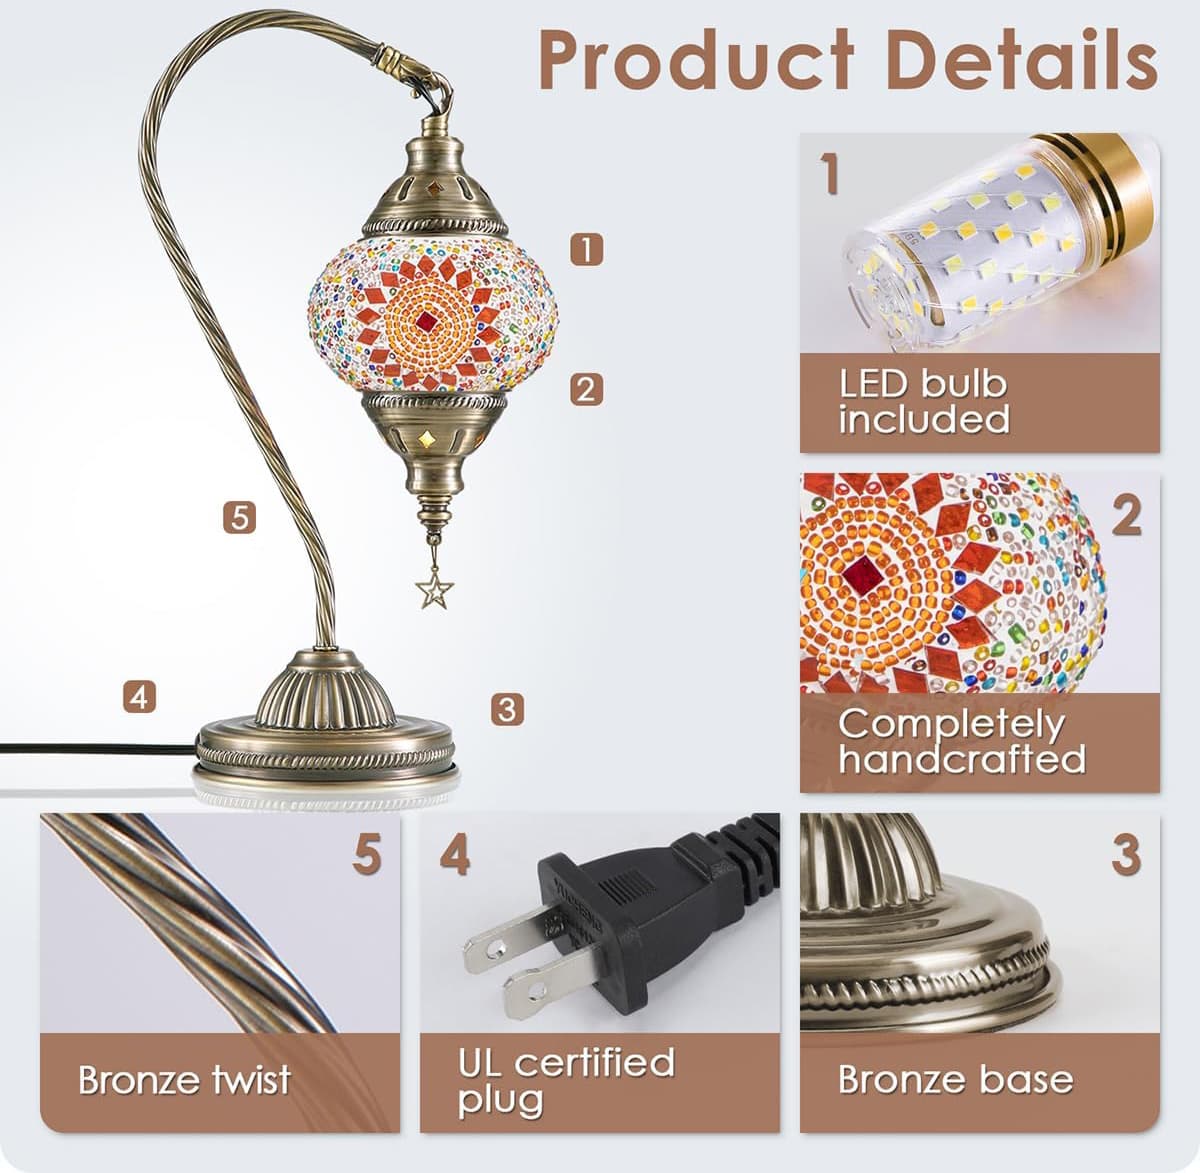 Product Details
1
1
LED bulb
included
2
2
Completely
handcrafted
5
4
3
5
Bronze twist
4
UL certified
plug
3
Bronze base